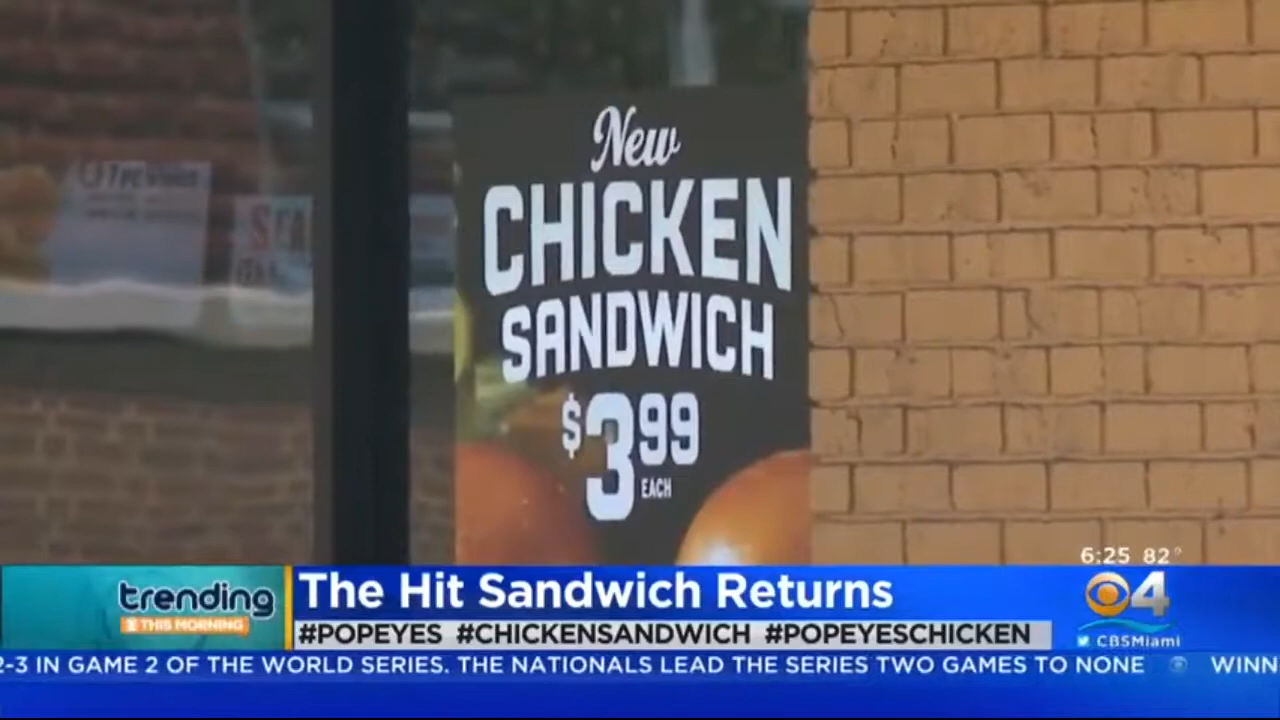 New
CHICKEN
SANDWICH
$3.99
EACH
6:25 82°
trending
THIS MORNING
The Hit Sandwich Returns
4
#POPEYES #CHICKENSANDWICH #POPEYESCHICKEN
CBSMiami
2-3 IN GAME 2 OF THE WORLD SERIES. THE NATIONALS LEAD THE SERIES TWO GAMES TO NONE WINN